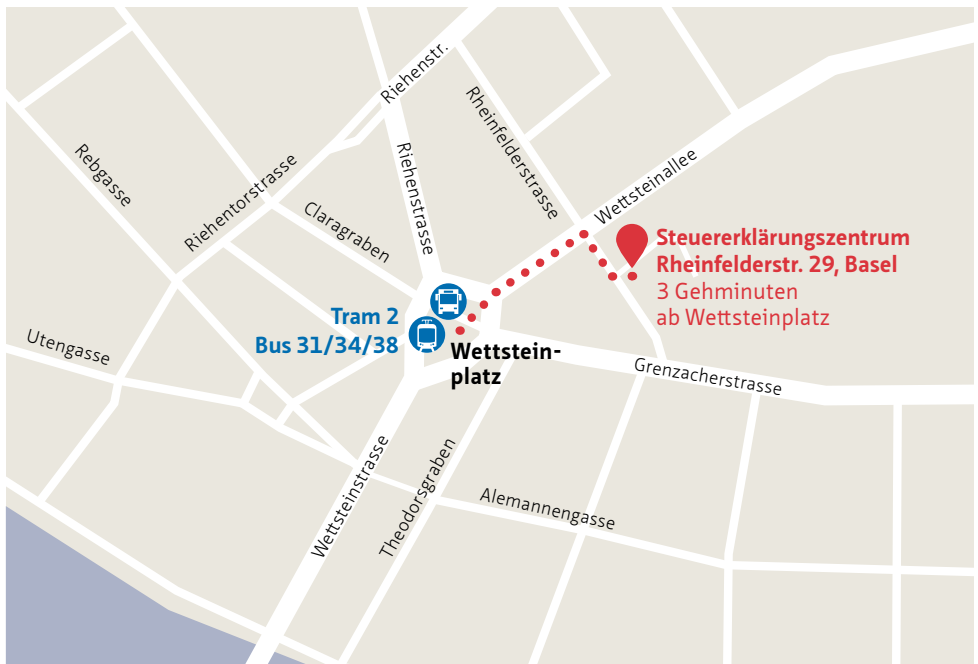 Riehenstr.
Rheinfelderstrasse
Rebgasse
Riehentorstrasse
Riehenstrasse
Wettsteinallee
Claragraben
Steuererklärungszentrum
Rheinfelderstr. 29, Basel
3 Gehminuten
ab Wettsteinplatz
Tram 2
Bus 31/34/38
Utengasse
Wettstein-
platz
Grenzacherstrasse
Wettsteinstrasse
Theodorsgraben
Alemannengasse